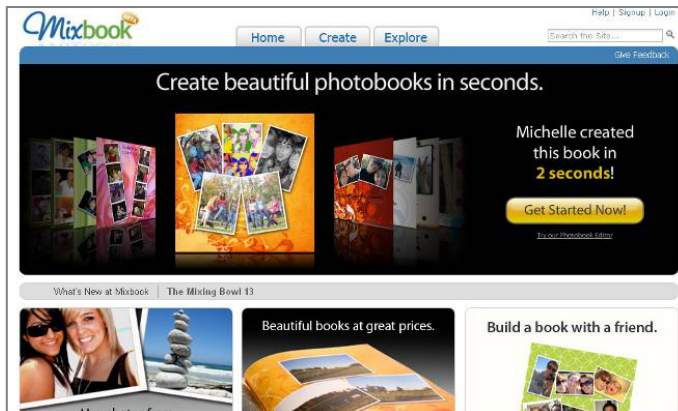 Help | Signup | Login
Mixbook
Home
Create
Explore
Search the Site...
Give Feedback
Create beautiful photobooks in seconds.
Michelle created
this book in
2 seconds!
Get Started Now!
Try our Photobook Editor
What's New at Mixbook | The Mixing Bowl 13
Beautiful books at great prices.
Build a book with a friend.